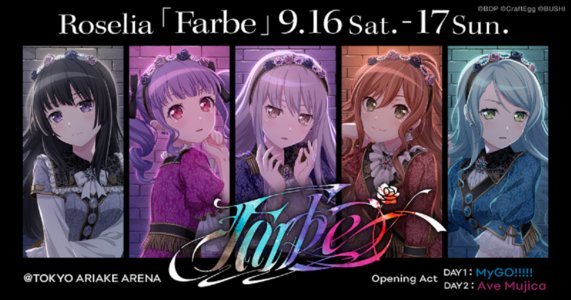 ©BDP ©CraftEgg ©BUSHI
Roselia「Farbe」9.16 Sat. - 17 Sun.
Farbe
@TOKYO ARIAKE ARENA
Opening Act
DAY1: MyGO!!!!!
DAY2: Ave Mujica